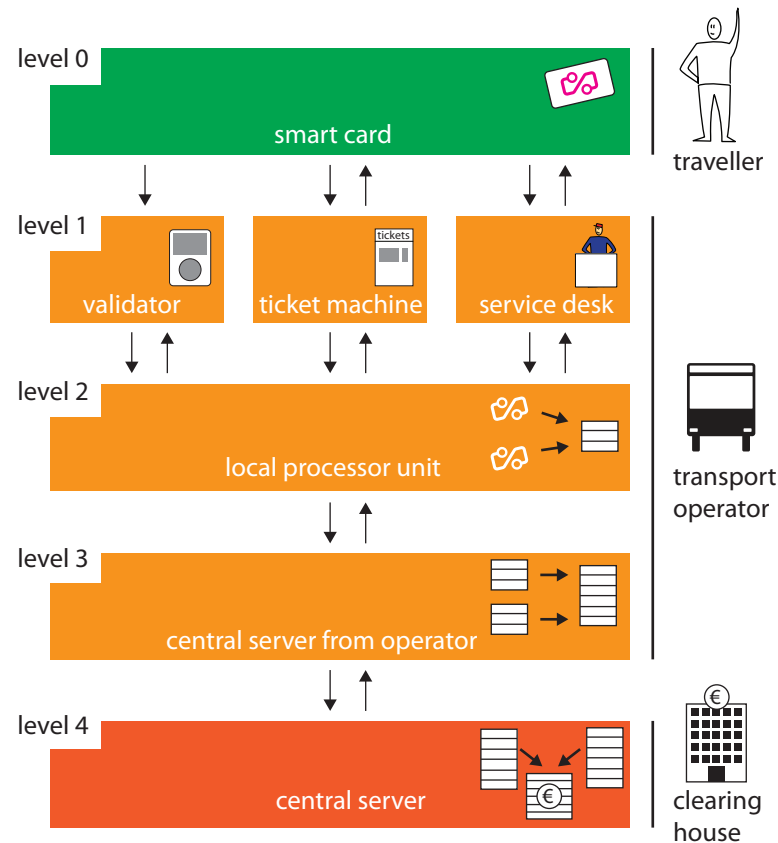 level 0
smart card
traveller
level 1
tickets
validator
ticket machine
service desk
level 2
local processor unit
transport
operator
level 3
central server from operator
level 4
€
€
central server
clearing
house